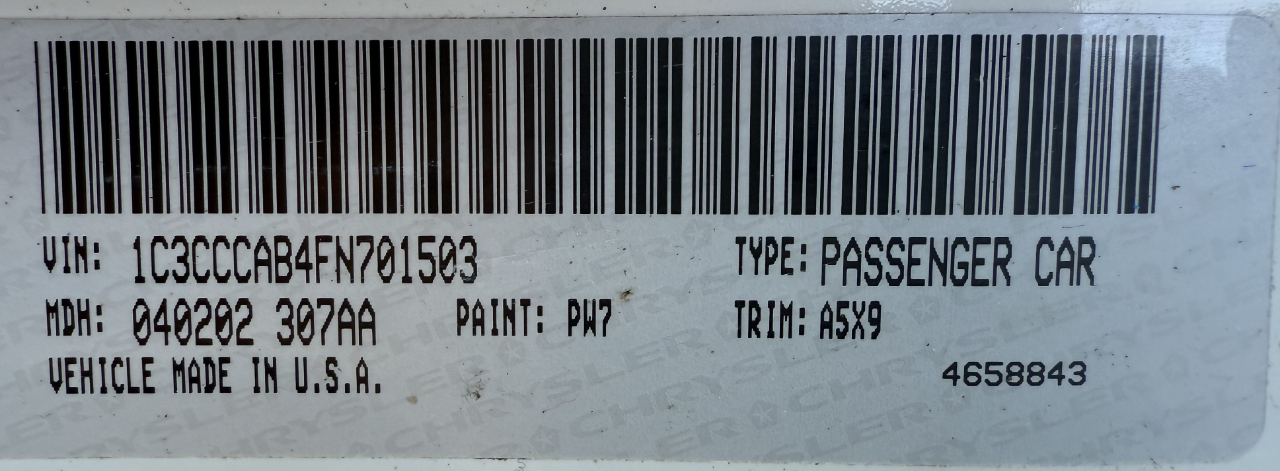 VIN: 1C3CCCAB4FN701503 TYPE: PASSENGER CAR
MDH: 040202 307AA PAINT: PW7 TRIM: A5X9
VEHICLE MADE IN U.S.A. 4658843